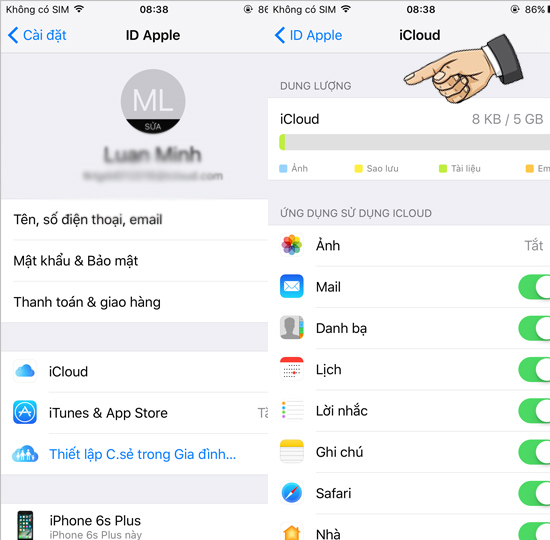 Không có SIM 08:38 86
Cài đặt ID Apple
ML
SỬA
Luan Minh
Tên, số điện thoại, email
Mật khẩu & Bảo mật
Thanh toán & giao hàng
iCloud
iTunes & App Store
Thiết lập C.sẻ trong Gia đình...
iPhone 6s Plus
iPhone 6s Plus này
Không có SIM 08:38 86%
ID Apple iCloud
DUNG LƯỢNG
iCloud 8 KB / 5 GB
Ảnh Sao lưu Tài liệu Em
ỨNG DỤNG SỬ DỤNG ICLOUD
Ảnh Tắt
Mail
Danh bạ
Lịch
Lời nhắc
Ghi chú
Safari
Nhà